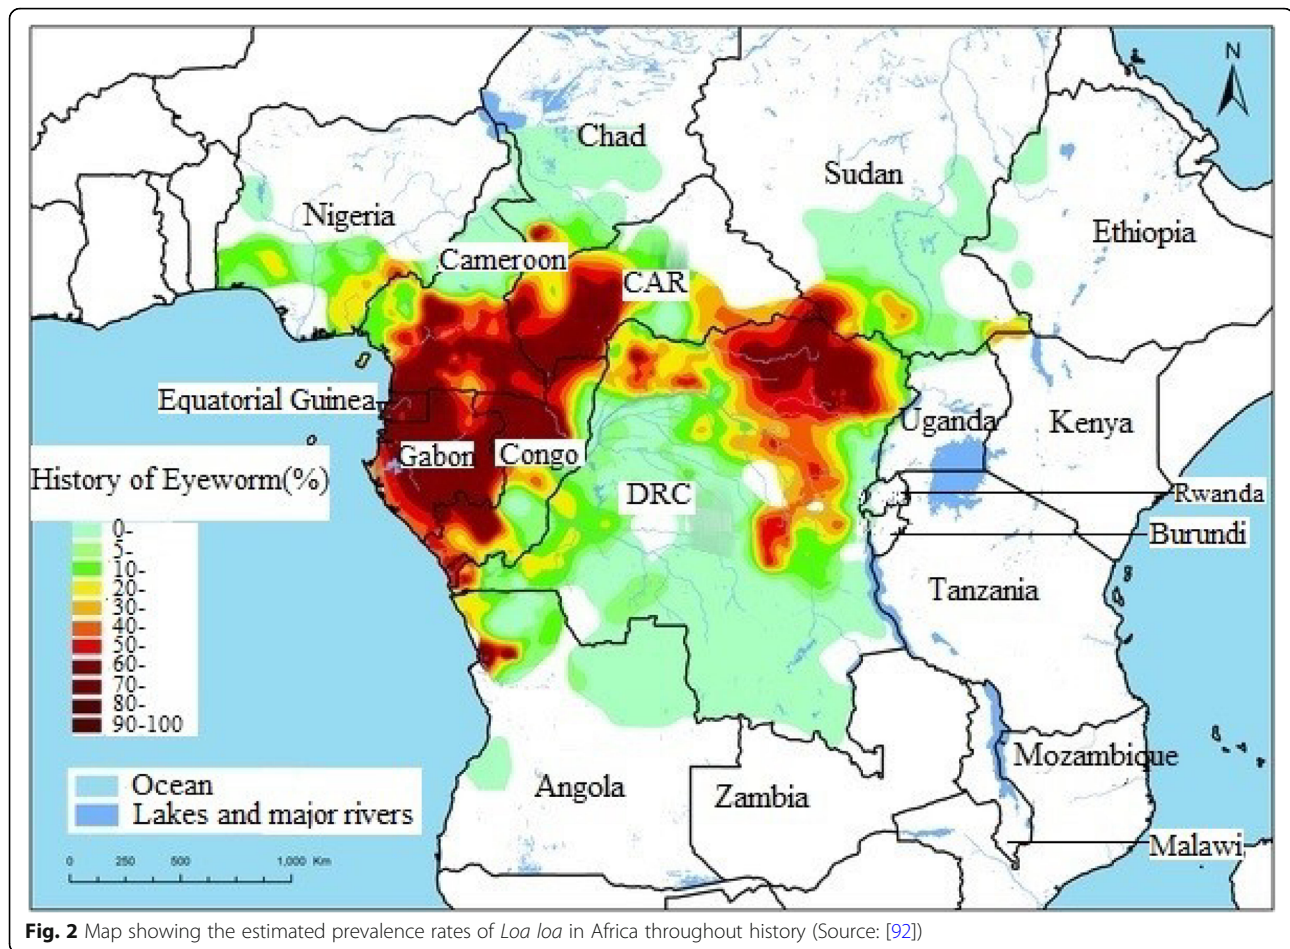 N
Chad
Sudan
Nigeria
Ethiopia
Cameroon
CAR
Equatorial Guinea
Uganda
Kenya
Gabon
Congo
History of Eyeworm(%)
DRC
Rwanda
Burundi
0-
5-
10-
20-
30-
40-
50-
60-
70-
80-
90-100
Tanzania
Mozambique
Angola
Zambia
Ocean
Lakes and major rivers
Malawi
0 250 500 1,000 Km
Fig. 2 Map showing the estimated prevalence rates of Loa loa in Africa throughout history (Source: [92])